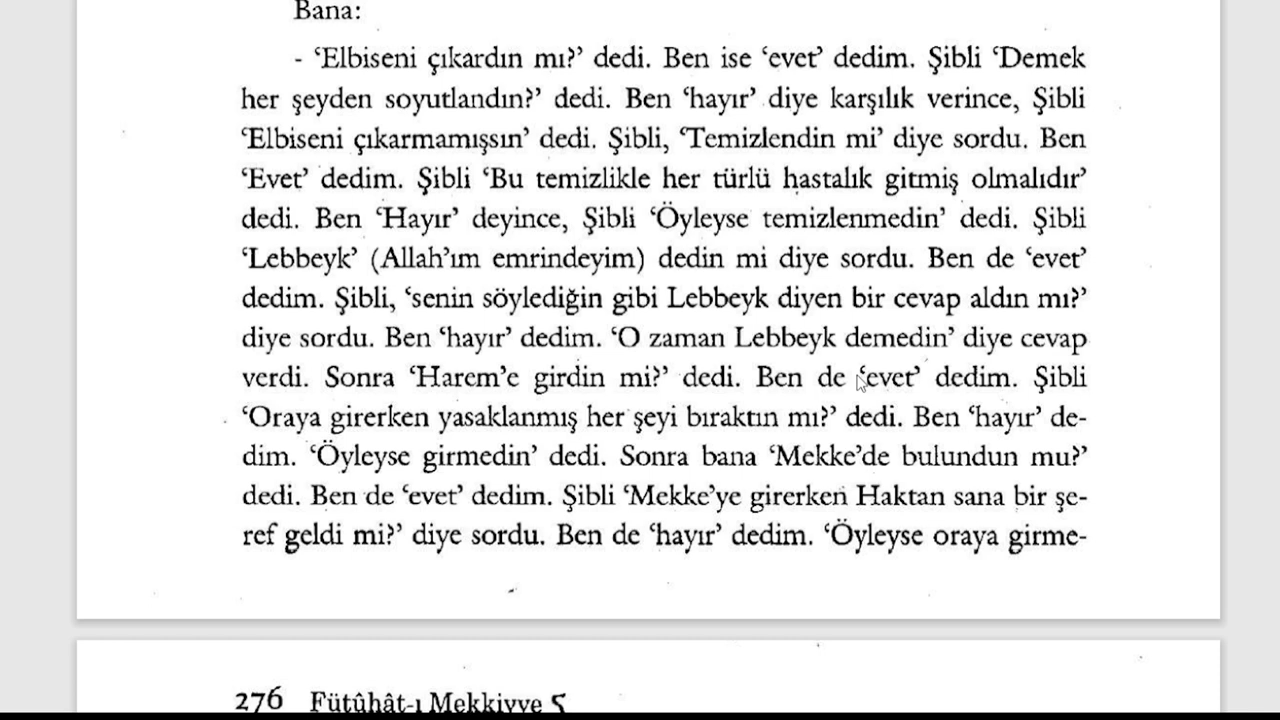 Bana:
- ‘Elbiseni çıkardın mı?’ dedi. Ben ise ‘evet’ dedim. Şibli ‘Demek
her şeyden soyutlandın?’ dedi. Ben ‘hayır’ diye karşılık verince, Şibli
‘Elbiseni çıkarmamışsın’ dedi. Şibli, ‘Temizlendin mi’ diye sordu. Ben
‘Evet’ dedim. Şibli ‘Bu temizlikle her türlü hastalık gitmiş olmalıdır’
dedi. Ben ‘Hayır’ deyince, Şibli ‘Öyleyse temizlenmedin’ dedi. Şibli
‘Lebbeyk’ (Allah’ım emrindeyim) dedin mi diye sordu. Ben de ‘evet’
dedim. Şibli, ‘senin söylediğin gibi Lebbeyk diyen bir cevap aldın mı?’
diye sordu. Ben ‘hayır’ dedim. ‘O zaman Lebbeyk demedin’ diye cevap
verdi. Sonra ‘Harem’e girdin mi?’ dedi. Ben de ‘evet’ dedim. Şibli
‘Oraya girerken yasaklanmış her şeyi bıraktın mı?’ dedi. Ben ‘hayır’ de-
dim. ‘Öyleyse girmedin’ dedi. Sonra bana ‘Mekke’de bulundun mu?’
dedi. Ben de ‘evet’ dedim. Şibli ‘Mekke’ye girerken Haktan sana bir şe-
ref geldi mi?’ diye sordu. Ben de ‘hayır’ dedim. ‘Öyleyse oraya girme-
276 Fütûhât-ı Mekkiyye 5